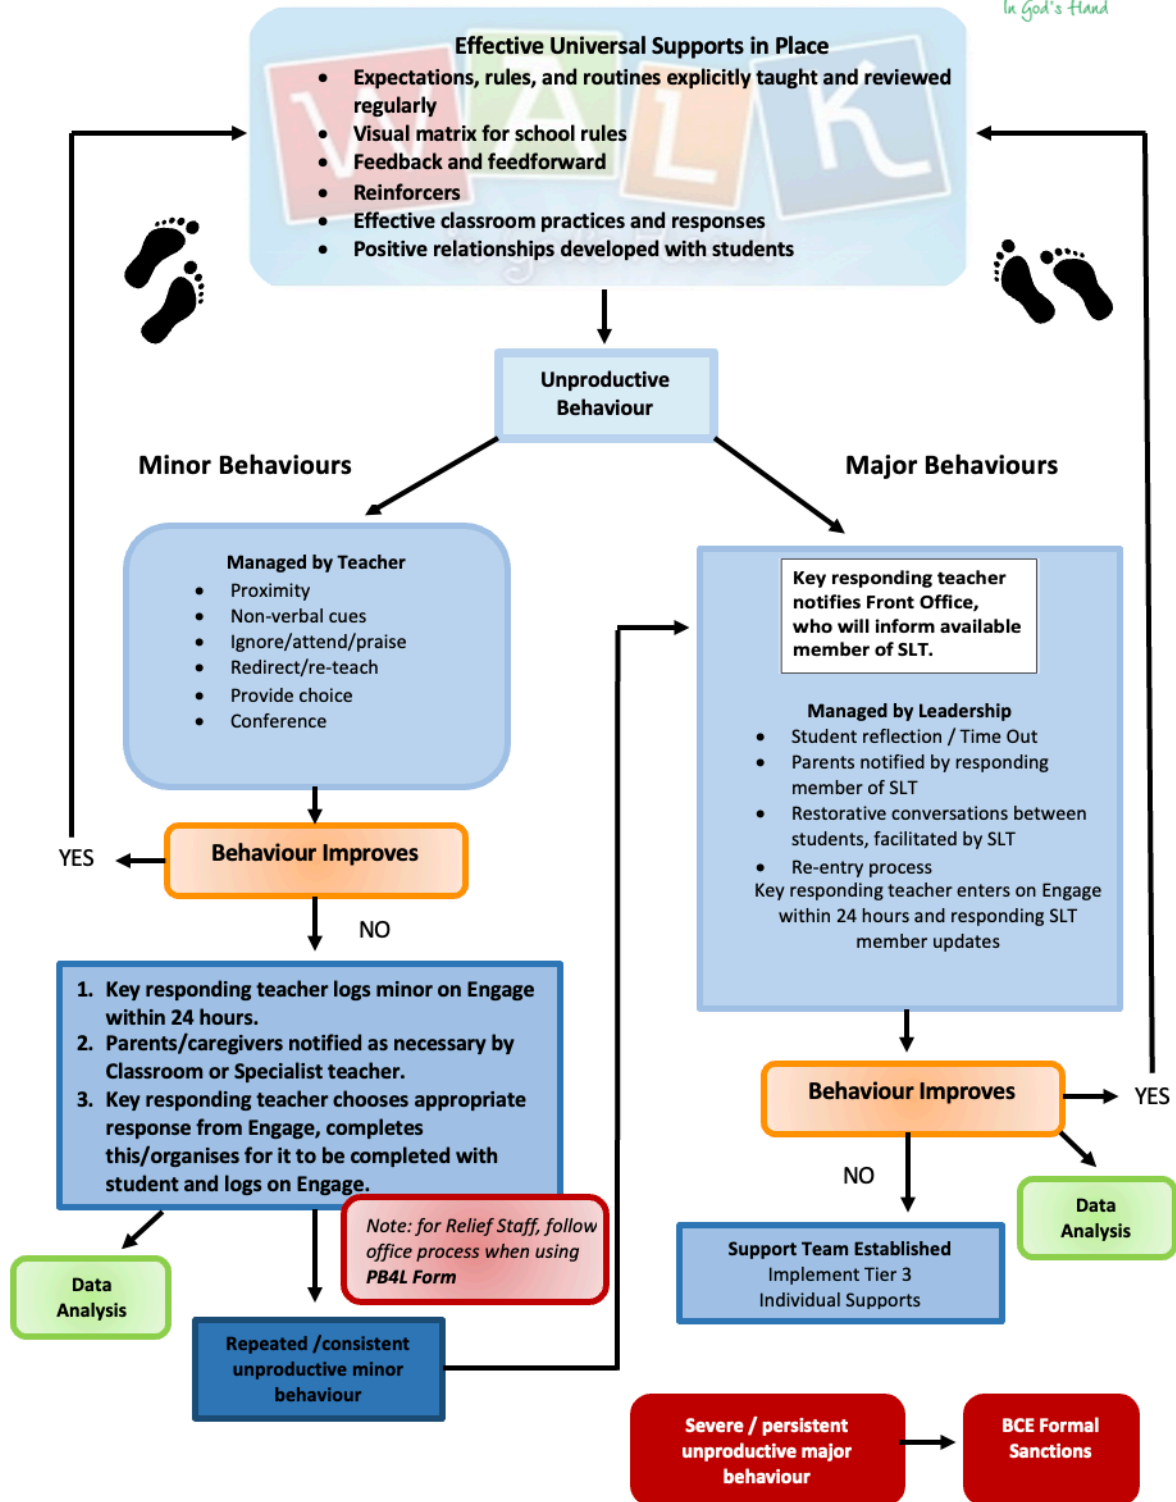 In God's Hand
Effective Universal Supports in Place
• Expectations, rules, and routines explicitly taught and reviewed
regularly
• Visual matrix for school rules
• Feedback and feedforward
• Reinforcers
• Effective classroom practices and responses
• Positive relationships developed with students
WALK
in god's Hand
Unproductive
Behaviour
Minor Behaviours
Major Behaviours
Managed by Teacher
• Proximity
• Non-verbal cues
• Ignore/attend/praise
• Redirect/re-teach
• Provide choice
• Conference
Key responding teacher
notifies Front Office,
who will inform available
member of SLT.
Managed by Leadership
• Student reflection / Time Out
• Parents notified by responding
member of SLT
• Restorative conversations between
students, facilitated by SLT
• Re-entry process
Key responding teacher enters on Engage
within 24 hours and responding SLT
member updates
YES
Behaviour Improves
NO
1. Key responding teacher logs minor on Engage
within 24 hours.
2. Parents/caregivers notified as necessary by
Classroom or Specialist teacher.
3. Key responding teacher chooses appropriate
response from Engage, completes
this/organises for it to be completed with
student and logs on Engage.
Note: for Relief Staff, follow
office process when using
PB4L Form
Data
Analysis
Repeated /consistent
unproductive minor
behaviour
Behaviour Improves
YES
NO
Data
Analysis
Support Team Established
Implement Tier 3
Individual Supports
Severe / persistent
unproductive major
behaviour
BCE Formal
Sanctions